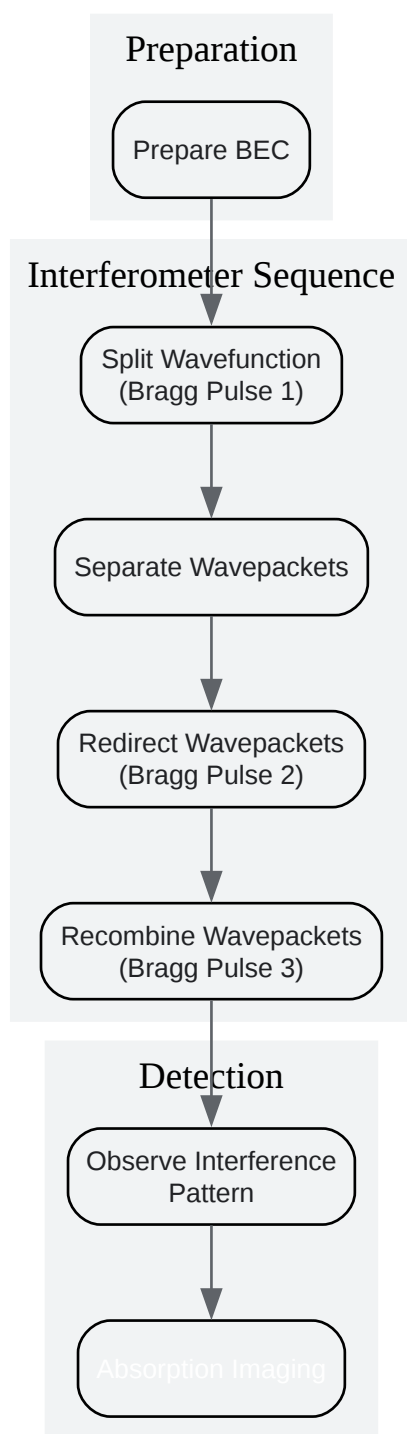 Preparation
Prepare BEC
Interferometer Sequence
Split Wavefunction
(Bragg Pulse 1)
Separate Wavepackets
Redirect Wavepackets
(Bragg Pulse 2)
Recombine Wavepackets
(Bragg Pulse 3)
Detection
Observe Interference
Pattern
Absorption Imaging